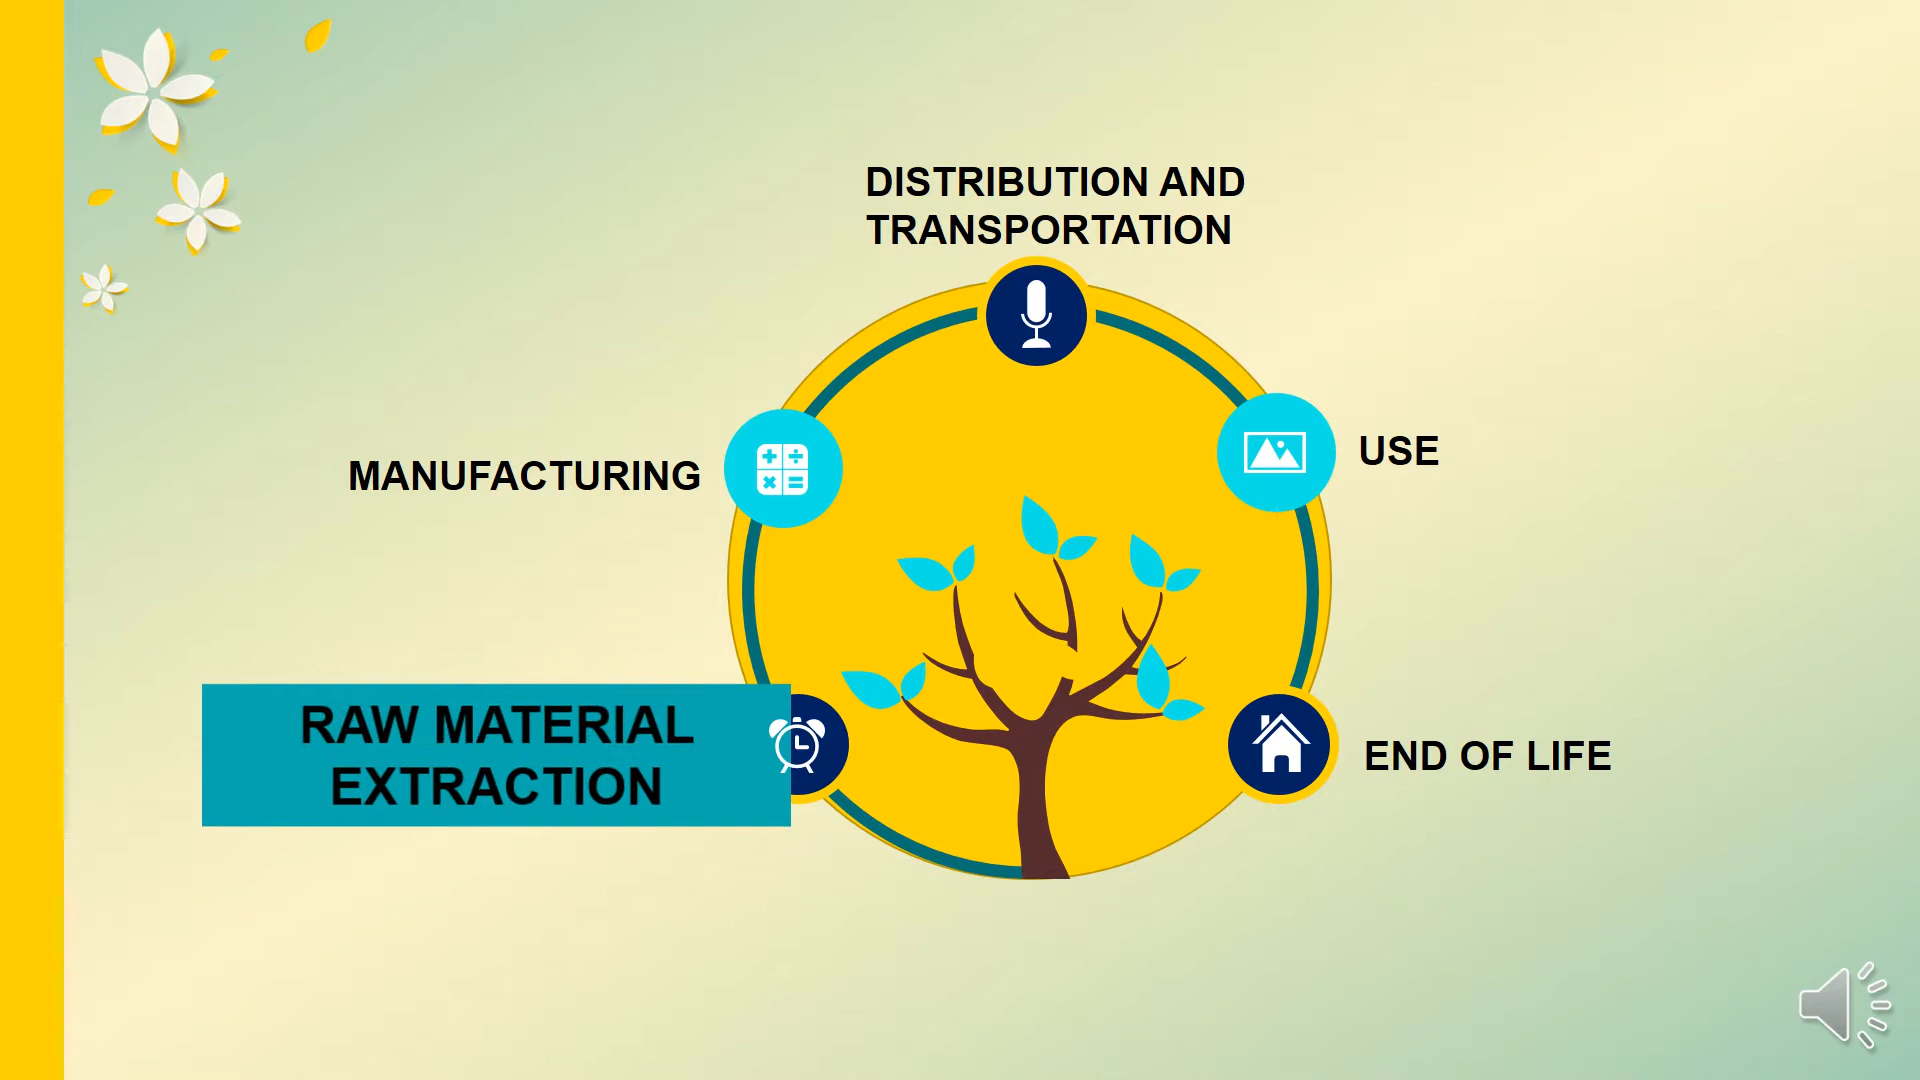 DISTRIBUTION AND
TRANSPORTATION
MANUFACTURING
USE
RAW MATERIAL
EXTRACTION
END OF LIFE